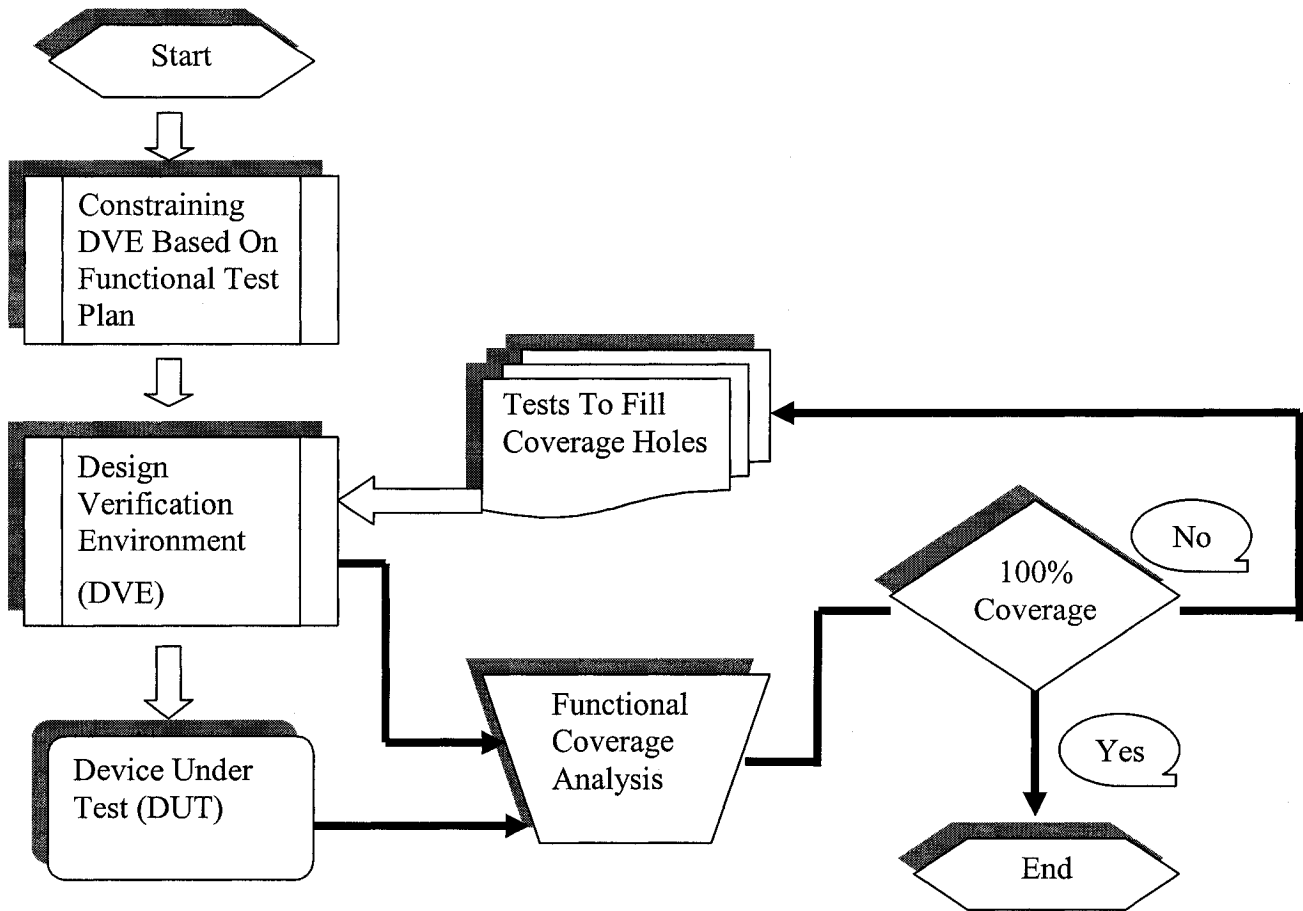 Start
Constraining
DVE Based On
Functional Test
Plan
Tests To Fill
Coverage Holes
Design
Verification
Environment
(DVE)
No
100%
Coverage
Functional
Coverage
Analysis
Yes
Device Under
Test (DUT)
End